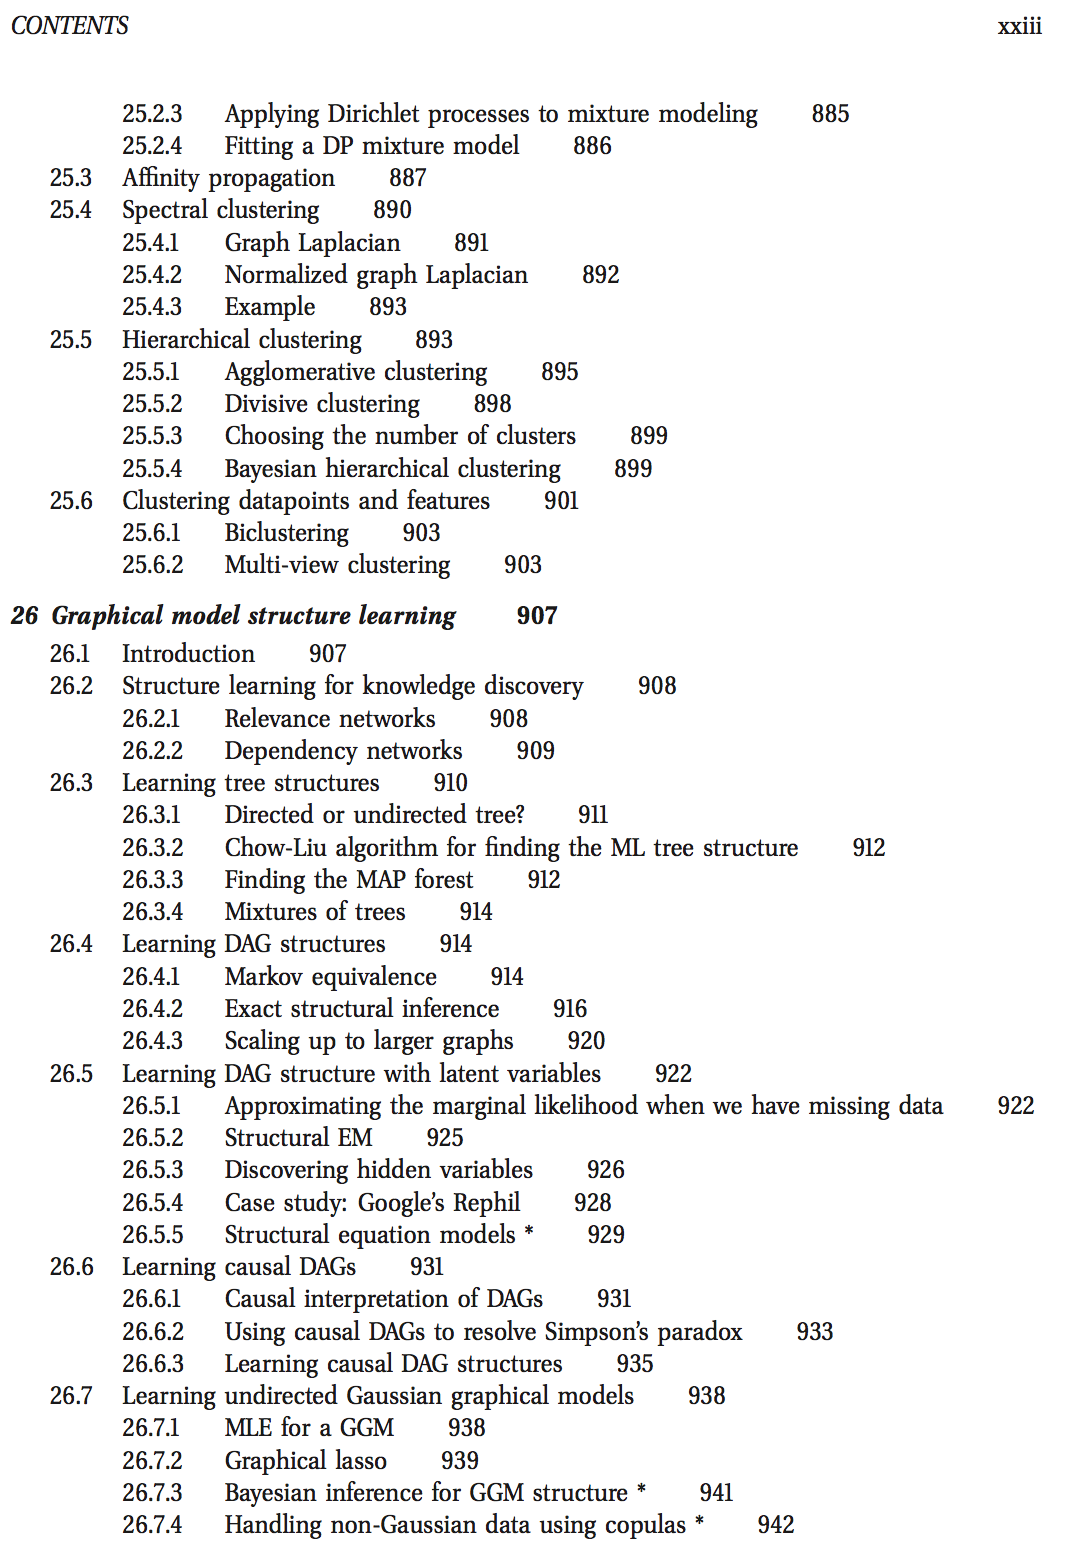 CONTENTS xxiii
25.2.3 Applying Dirichlet processes to mixture modeling 885
25.2.4 Fitting a DP mixture model 886
25.3 Affinity propagation 887
25.4 Spectral clustering 890
25.4.1 Graph Laplacian 891
25.4.2 Normalized graph Laplacian 892
25.4.3 Example 893
25.5 Hierarchical clustering 893
25.5.1 Agglomerative clustering 895
25.5.2 Divisive clustering 898
25.5.3 Choosing the number of clusters 899
25.5.4 Bayesian hierarchical clustering 899
25.6 Clustering datapoints and features 901
25.6.1 Biclustering 903
25.6.2 Multi-view clustering 903
26 Graphical model structure learning 907
26.1 Introduction 907
26.2 Structure learning for knowledge discovery 908
26.2.1 Relevance networks 908
26.2.2 Dependency networks 909
26.3 Learning tree structures 910
26.3.1 Directed or undirected tree? 911
26.3.2 Chow-Liu algorithm for finding the ML tree structure 912
26.3.3 Finding the MAP forest 912
26.3.4 Mixtures of trees 914
26.4 Learning DAG structures 914
26.4.1 Markov equivalence 914
26.4.2 Exact structural inference 916
26.4.3 Scaling up to larger graphs 920
26.5 Learning DAG structure with latent variables 922
26.5.1 Approximating the marginal likelihood when we have missing data 922
26.5.2 Structural EM 925
26.5.3 Discovering hidden variables 926
26.5.4 Case study: Google's Rephil 928
26.5.5 Structural equation models * 929
26.6 Learning causal DAGs 931
26.6.1 Causal interpretation of DAGs 931
26.6.2 Using causal DAGs to resolve Simpson's paradox 933
26.6.3 Learning causal DAG structures 935
26.7 Learning undirected Gaussian graphical models 938
26.7.1 MLE for a GGM 938
26.7.2 Graphical lasso 939
26.7.3 Bayesian inference for GGM structure * 941
26.7.4 Handling non-Gaussian data using copulas * 942